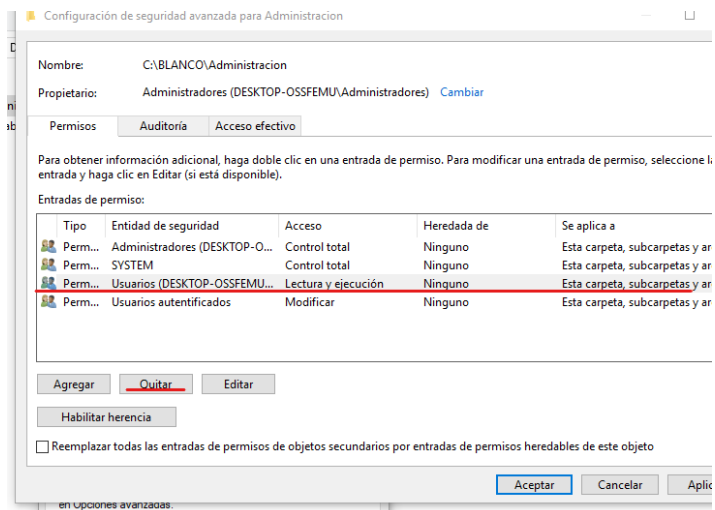 Configuración de seguridad avanzada para Administracion
Nombre: C:\BLANCO\Administracion
Propietario: Administradores (DESKTOP-OSSFEMU\Administradores) Cambiar
Permisos Auditoría Acceso efectivo
Para obtener información adicional, haga doble clic en una entrada de permiso. Para modificar una entrada de permiso, seleccione la
entrada y haga clic en Editar (si está disponible).
Entradas de permiso:
Tipo Entidad de seguridad Acceso Heredada de Se aplica a
Perm... Administradores (DESKTOP-O... Control total Ninguno Esta carpeta, subcarpetas y ar
Perm... SYSTEM Control total Ninguno Esta carpeta, subcarpetas y ar
Perm... Usuarios (DESKTOP-OSSFEMU... Lectura y ejecución Ninguno Esta carpeta, subcarpetas y ar
Perm... Usuarios autentificados Modificar Ninguno Esta carpeta, subcarpetas y ar
Agregar Quitar Editar
Habilitar herencia
Reemplazar todas las entradas de permisos de objetos secundarios por entradas de permisos heredables de este objeto
Aceptar Cancelar Aplic
en Opciones avanzadas.